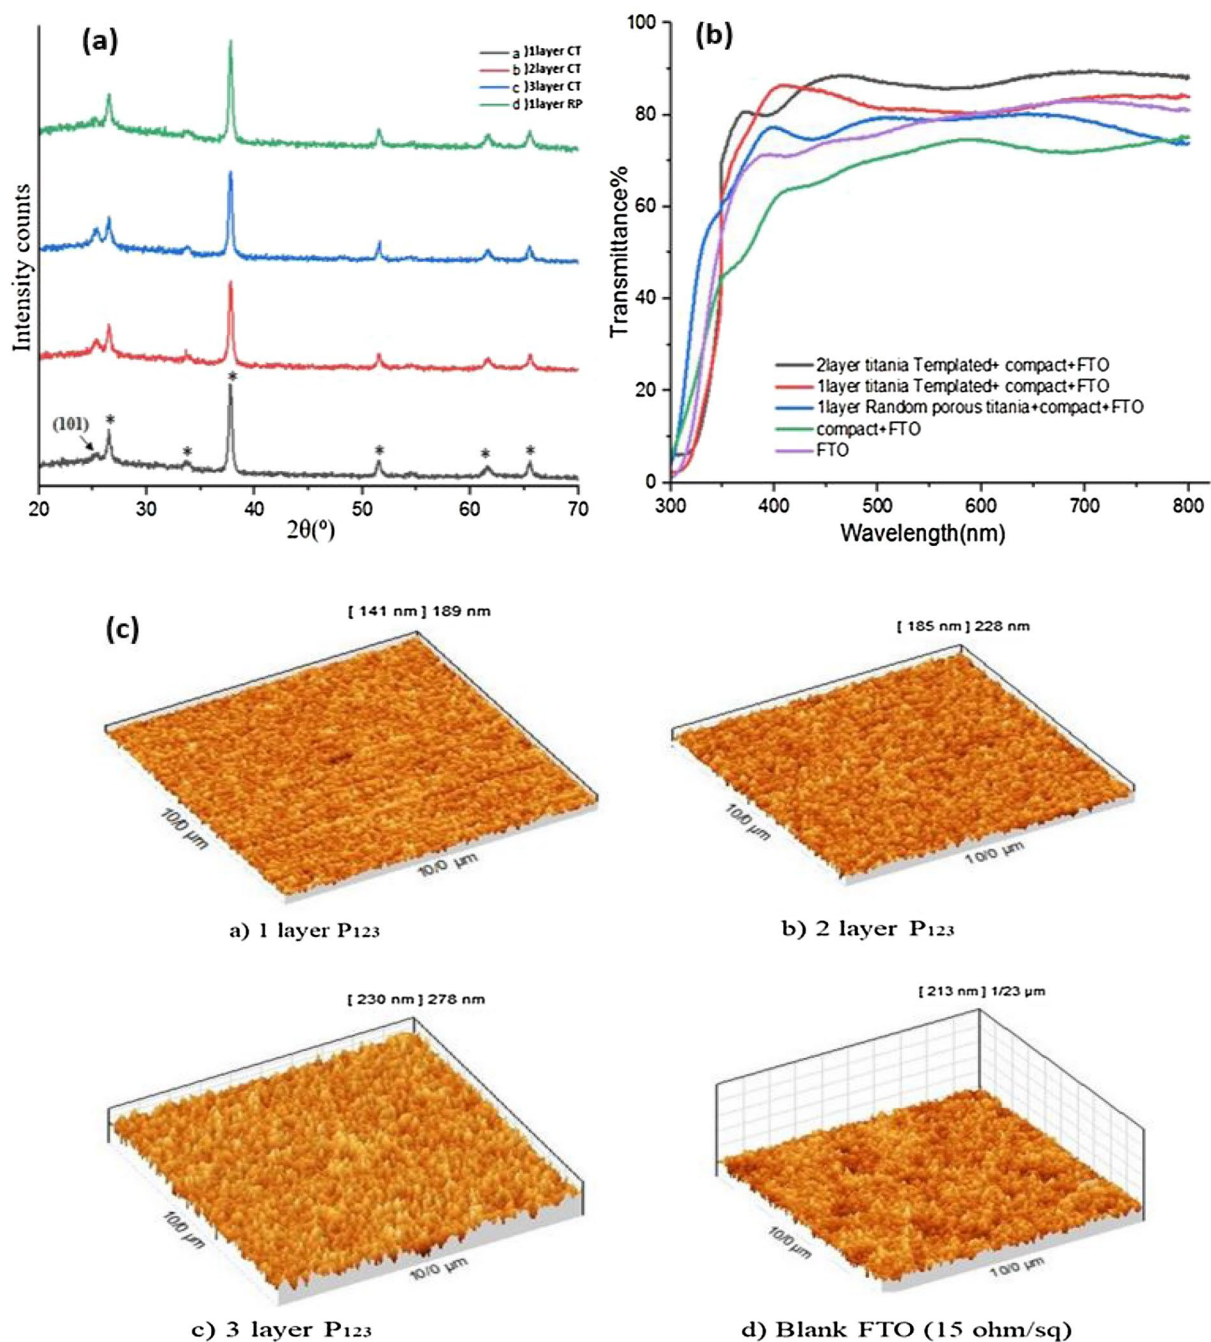 (a)
a )1layer CT
b )2layer CT
c )3layer CT
d )1layer RP
Intensity counts
(101)
*
*
*
*
*
*
20 30 40 50 60 70
2θ(º)
(b)
100
80
60
40
20
0
Transmittance%
2layer titania Templated+ compact+FTO
1layer titania Templated+ compact+FTO
1layer Random porous titania+compact+FTO
compact+FTO
FTO
300 400 500 600 700 800
Wavelength(nm)
(c)
[ 141 nm ] 189 nm
10/0 µm
10/0 µm
a) 1 layer P123
[ 185 nm ] 228 nm
10/0 µm
10/0 µm
b) 2 layer P123
[ 230 nm ] 278 nm
10/0 µm
10/0 µm
c) 3 layer P123
[ 213 nm ] 1/23 µm
10/0 µm
10/0 µm
d) Blank FTO (15 ohm/sq)